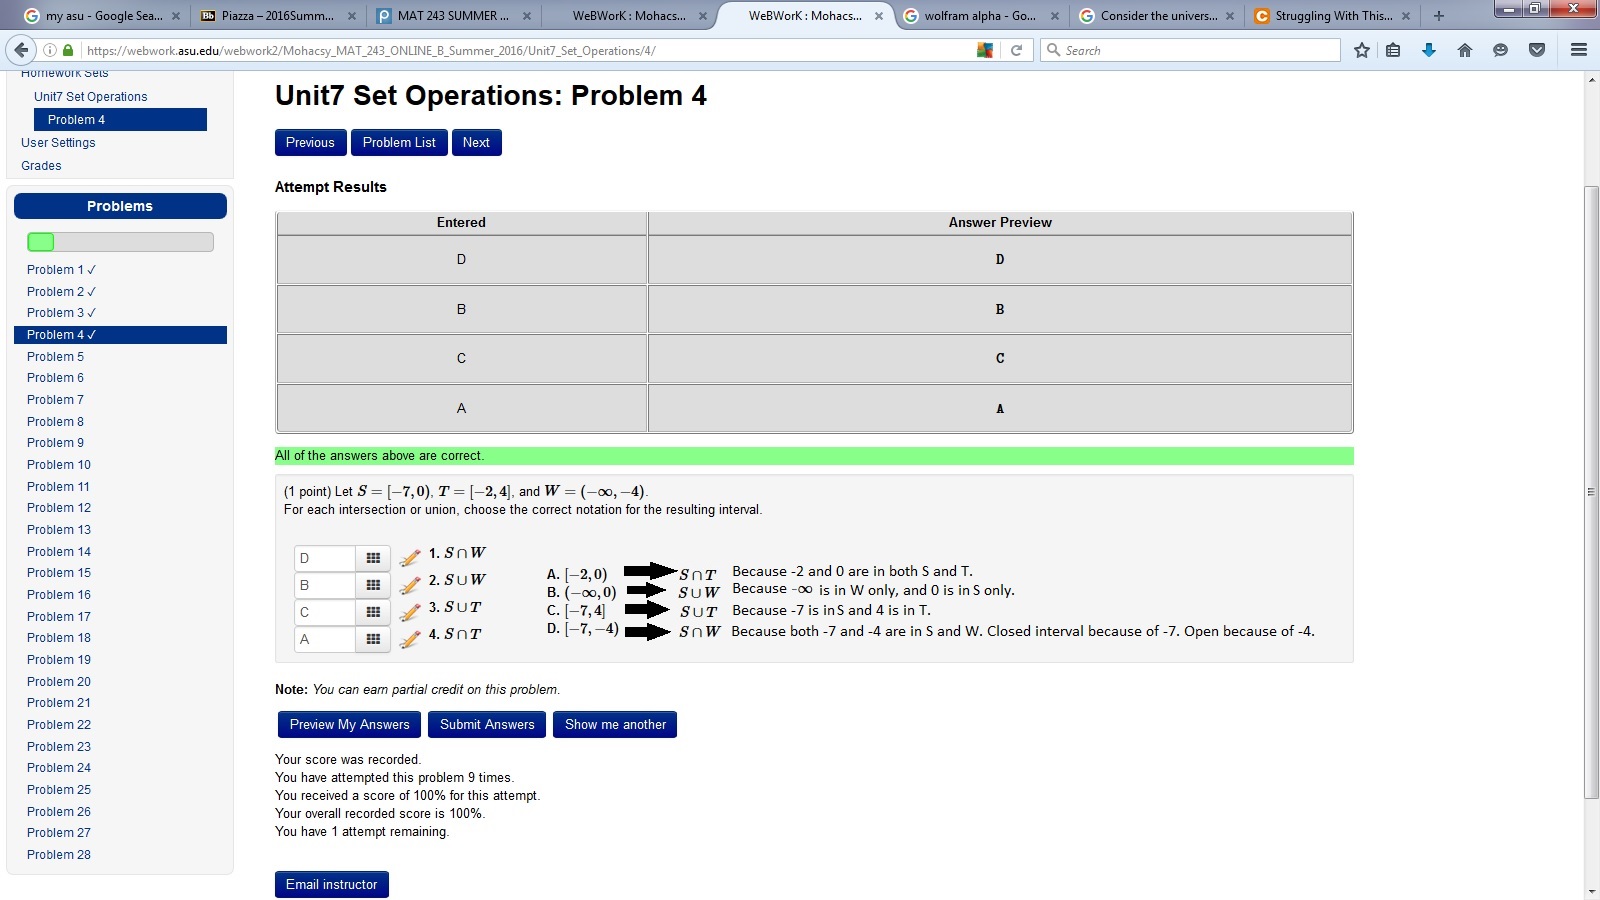 my asu - Google Sea...
Piazza – 2016Summ...
MAT 243 SUMMER ...
WeBWorK : Mohacs...
WeBWorK : Mohacs...
wolfram alpha - Go...
Consider the univers...
Struggling With This...
https://webwork.asu.edu/webwork2/Mohacsy_MAT_243_ONLINE_B_Summer_2016/Unit7_Set_Operations/4/
Search
Homework Sets
Unit7 Set Operations
Problem 4
User Settings
Grades
Problems
Problem 1 ✓
Problem 2 ✓
Problem 3 ✓
Problem 4 ✓
Problem 5
Problem 6
Problem 7
Problem 8
Problem 9
Problem 10
Problem 11
Problem 12
Problem 13
Problem 14
Problem 15
Problem 16
Problem 17
Problem 18
Problem 19
Problem 20
Problem 21
Problem 22
Problem 23
Problem 24
Problem 25
Problem 26
Problem 27
Problem 28
Unit7 Set Operations: Problem 4
Previous Problem List Next
Attempt Results
Entered Answer Preview
D D
B B
C C
A A
All of the answers above are correct.
(1 point) Let S = [−7, 0), T = [−2, 4], and W = (−∞, −4).
For each intersection or union, choose the correct notation for the resulting interval.
D 1. S ∩ W
B 2. S ∪ W
C 3. S ∪ T
A 4. S ∩ T
A. [−2, 0) S ∩ T Because -2 and 0 are in both S and T.
B. (−∞, 0) S ∪ W Because -∞ is in W only, and 0 is in S only.
C. [−7, 4] S ∪ T Because -7 is in S and 4 is in T.
D. [−7, −4) S ∩ W Because both -7 and -4 are in S and W. Closed interval because of -7. Open because of -4.
Note: You can earn partial credit on this problem.
Preview My Answers Submit Answers Show me another
Your score was recorded.
You have attempted this problem 9 times.
You received a score of 100% for this attempt.
Your overall recorded score is 100%.
You have 1 attempt remaining.
Email instructor